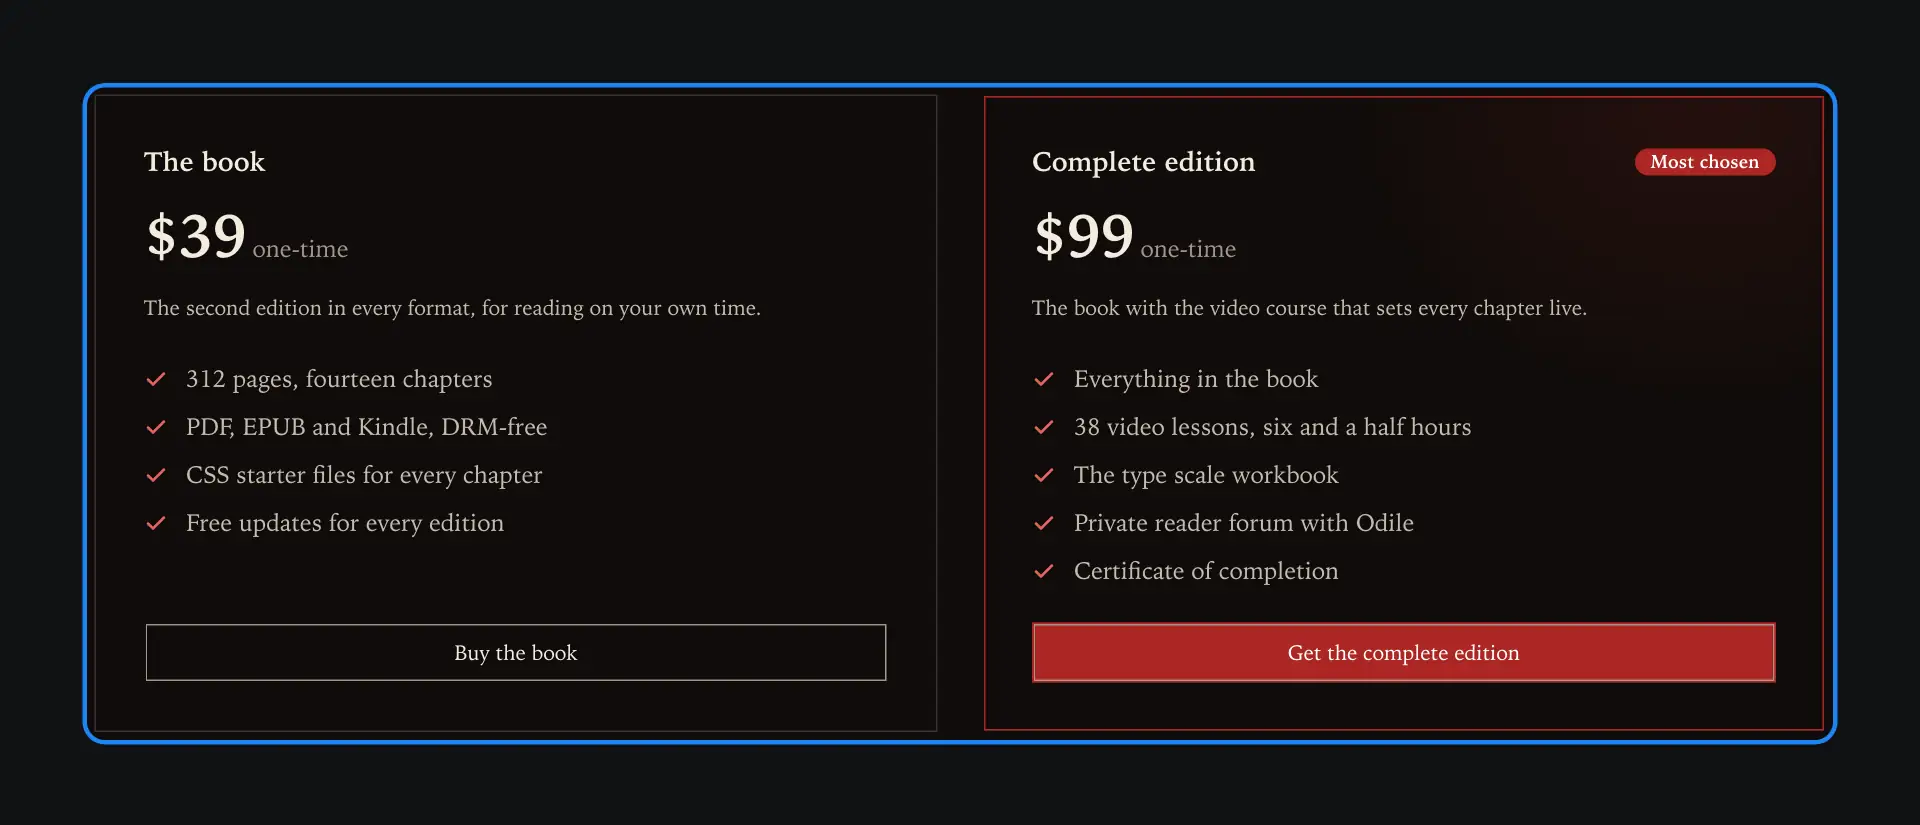 The book
$39 one-time
The second edition in every format, for reading on your own time.
312 pages, fourteen chapters
PDF, EPUB and Kindle, DRM-free
CSS starter files for every chapter
Free updates for every edition
Buy the book
Complete edition
Most chosen
$99 one-time
The book with the video course that sets every chapter live.
Everything in the book
38 video lessons, six and a half hours
The type scale workbook
Private reader forum with Odile
Certificate of completion
Get the complete edition